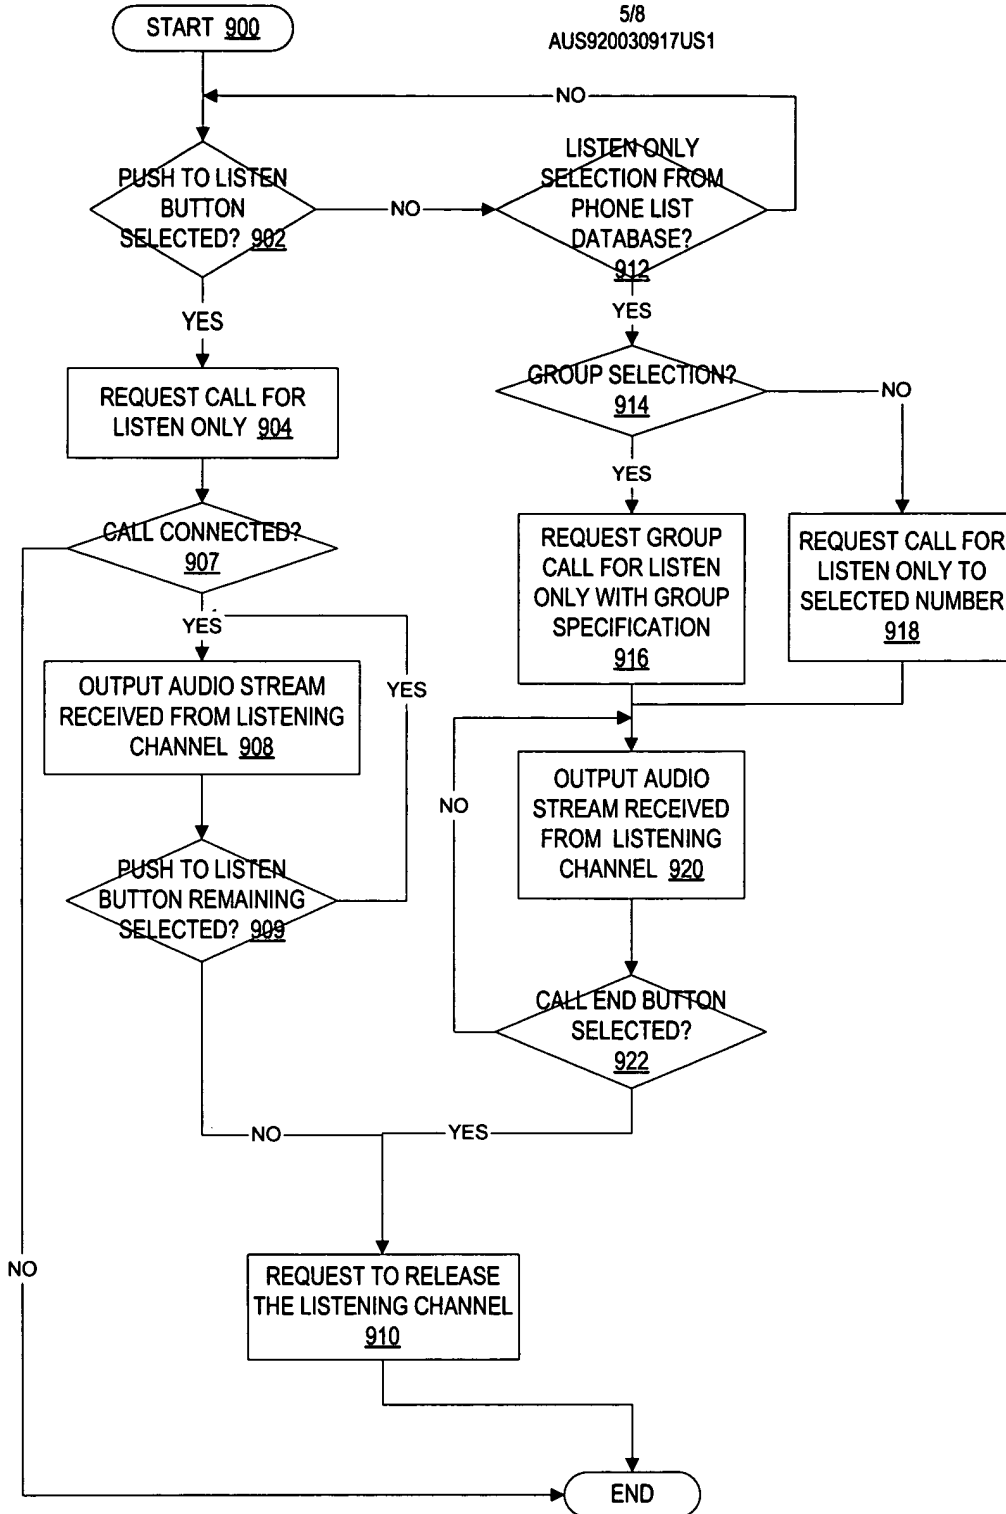 5/8
AUS920030917US1
START 900
NO
PUSH TO LISTEN
BUTTON
SELECTED? 902
NO
LISTEN ONLY
SELECTION FROM
PHONE LIST
DATABASE?
912
YES
YES
REQUEST CALL FOR
LISTEN ONLY 904
GROUP SELECTION?
914
NO
YES
CALL CONNECTED?
907
REQUEST GROUP
CALL FOR LISTEN
ONLY WITH GROUP
SPECIFICATION
916
REQUEST CALL FOR
LISTEN ONLY TO
SELECTED NUMBER
918
YES
OUTPUT AUDIO STREAM
RECEIVED FROM LISTENING
CHANNEL 908
YES
NO
OUTPUT AUDIO
STREAM RECEIVED
FROM LISTENING
CHANNEL 920
PUSH TO LISTEN
BUTTON REMAINING
SELECTED? 909
CALL END BUTTON
SELECTED?
922
NO
YES
NO
REQUEST TO RELEASE
THE LISTENING CHANNEL
910
END